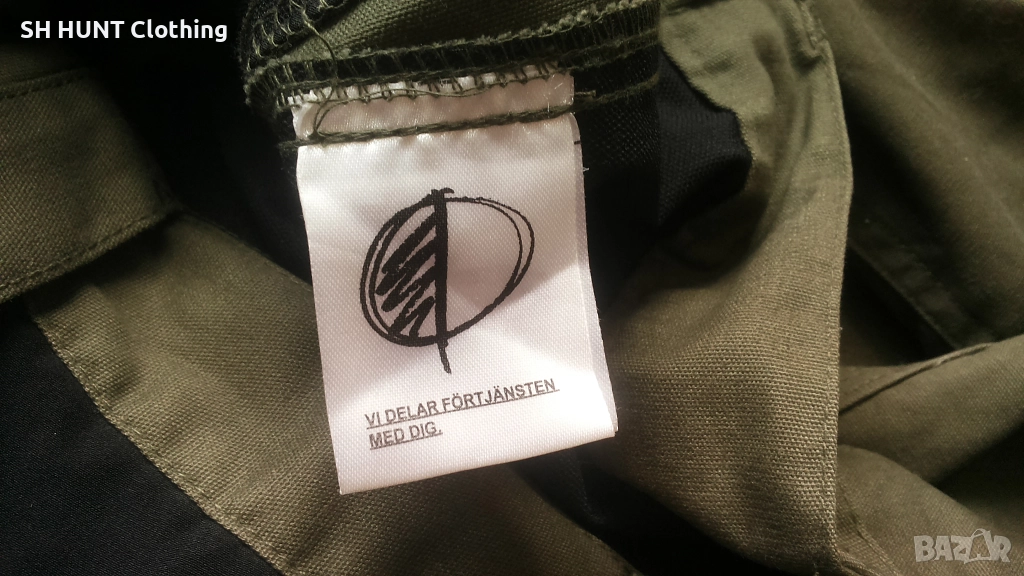 SH HUNT Clothing
VI DELAR FÖRTJÄNSTEN
MED DIG.
BAZAR